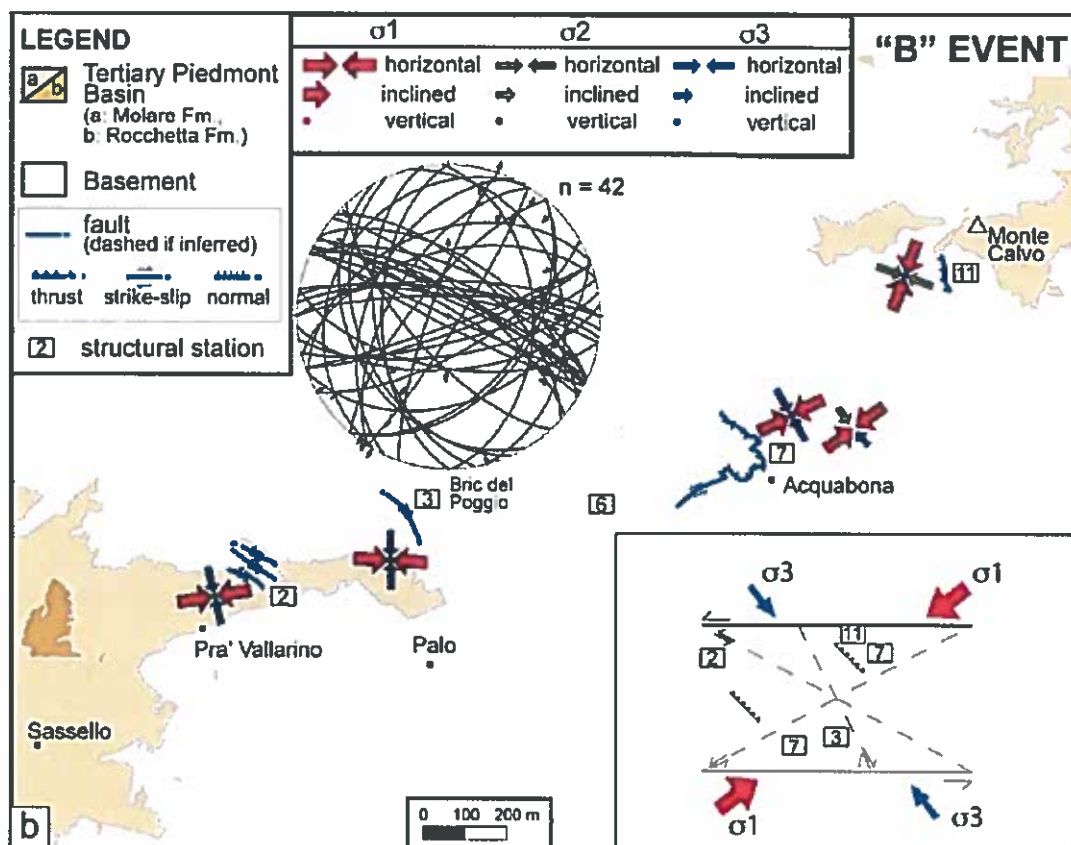 LEGEND
a b
Tertiary Piedmont
Basin
(a: Molare Fm.,
b: Rocchetta Fm.)
Basement
fault
(dashed if inferred)
thrust strike-slip normal
2 structural station
σ1 σ2 σ3
horizontal horizontal horizontal
inclined inclined inclined
vertical vertical vertical
"B" EVENT
n = 42
Monte
Calvo
11
7
Acquabona
3
Bric del
Poggio
6
2
Pra' Vallarino
Palo
Sassello
σ3 σ1
11
2 7
7 3
σ1 σ3
b
0 100 200 m